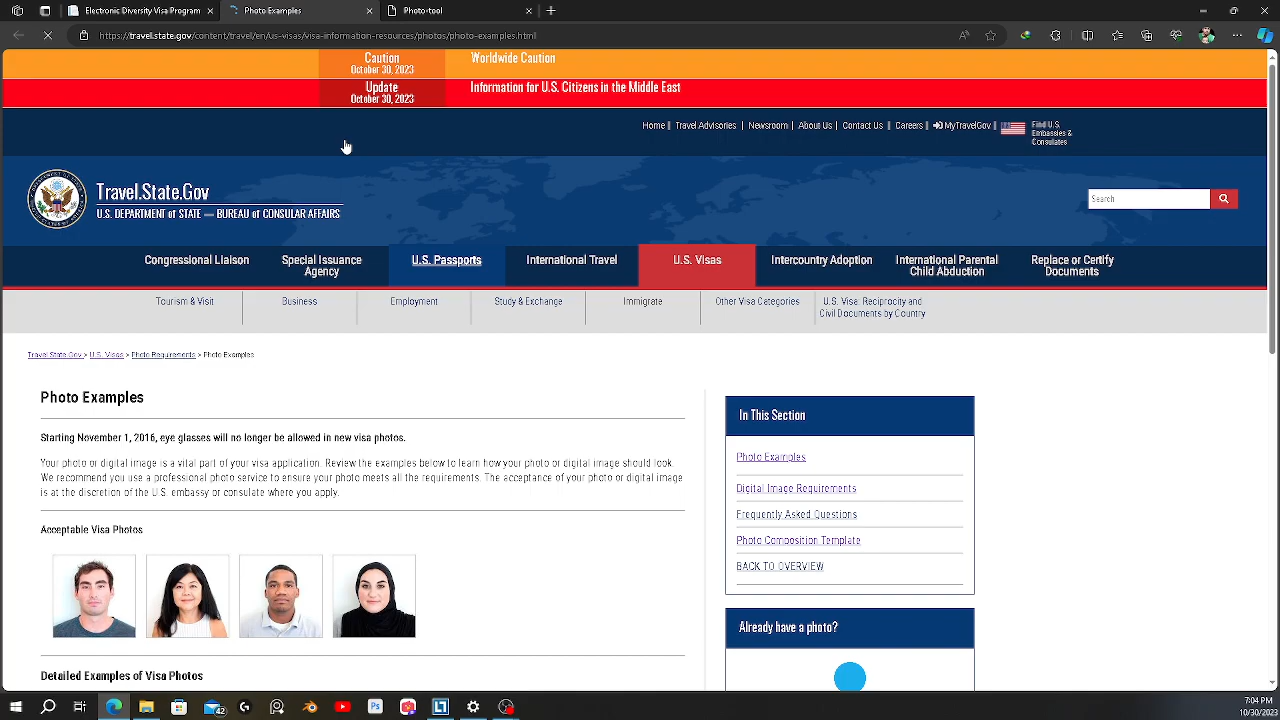 Electronic Diversity Visa Program
Photo Examples
Photo tool
https://travel.state.gov/content/travel/en/us-visas/visa-information-resources/photos/photo-examples.html
Caution
October 30, 2023
Worldwide Caution
Update
October 30, 2023
Information for U.S. Citizens in the Middle East
Home | Travel Advisories | Newsroom | About Us | Contact Us | Careers | MyTravelGov |
Find U.S.
Embassies &
Consulates
Travel.State.Gov
U.S. DEPARTMENT of STATE — BUREAU of CONSULAR AFFAIRS
Search
Congressional Liaison
Special Issuance
Agency
U.S. Passports
International Travel
U.S. Visas
Intercountry Adoption
International Parental
Child Abduction
Replace or Certify
Documents
Tourism & Visit
Business
Employment
Study & Exchange
Immigrate
Other Visa Categories
U.S. Visa: Reciprocity and
Civil Documents by Country
Travel.State.Gov > U.S. Visas > Photo Requirements > Photo Examples
Photo Examples
Starting November 1, 2016, eye glasses will no longer be allowed in new visa photos.
Your photo or digital image is a vital part of your visa application. Review the examples below to learn how your photo or digital image should look.
We recommend you use a professional photo service to ensure your photo meets all the requirements. The acceptance of your photo or digital image
is at the discretion of the U.S. embassy or consulate where you apply.
Acceptable Visa Photos
Detailed Examples of Visa Photos
In This Section
Photo Examples
Digital Image Requirements
Frequently Asked Questions
Photo Composition Template
BACK TO OVERVIEW
Already have a photo?
7:04 PM
10/30/2023